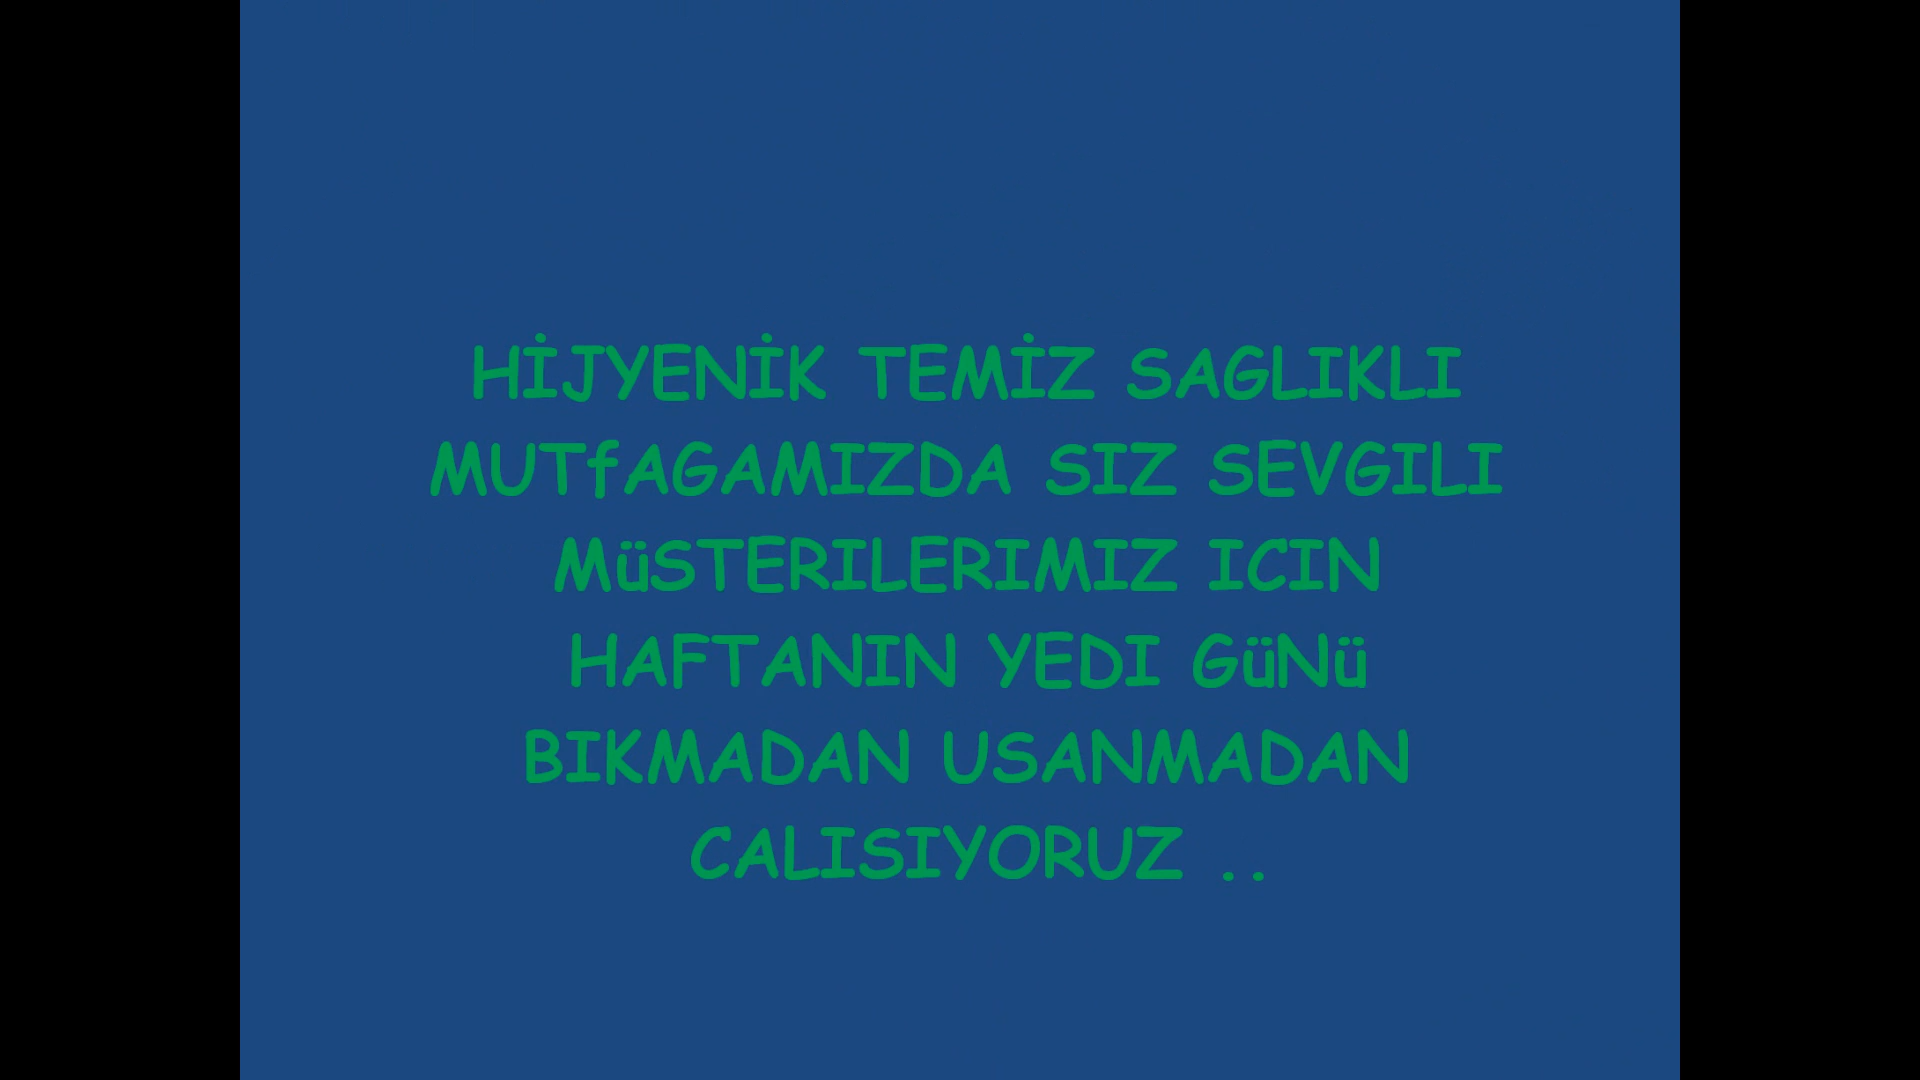 HİJYENİK TEMİZ SAGLIKLI
MUTfAGAMIZDA SIZ SEVGILI
MüSTERILERIMIZ ICIN
HAFTANIN YEDI GüNü
BIKMADAN USANMADAN
CALISIYORUZ ..